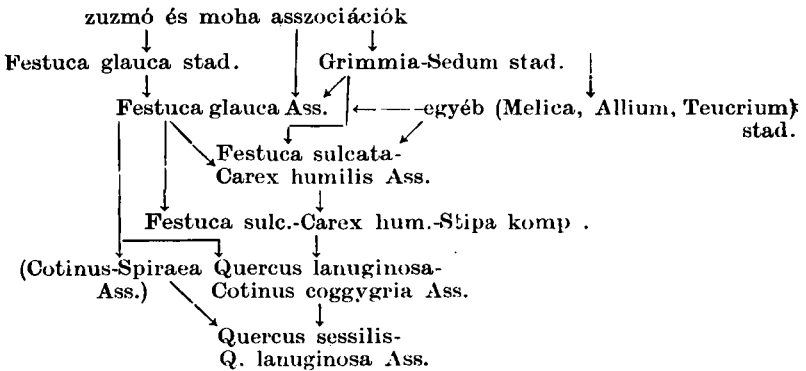 zuzmó és moha asszociációk
Festuca glauca stad. Grimmia-Sedum stad.
Festuca glauca Ass. egyéb (Melica, Allium, Teucrium)
stad.
Festuca sulcata-
Carex humilis Ass.
Festuca sulc.-Carex hum.-Stipa komp .
(Cotinus-Spiraea Quercus lanuginosa-
Ass.) Cotinus coggygria Ass.
Quercus sessilis-
Q. lanuginosa Ass.